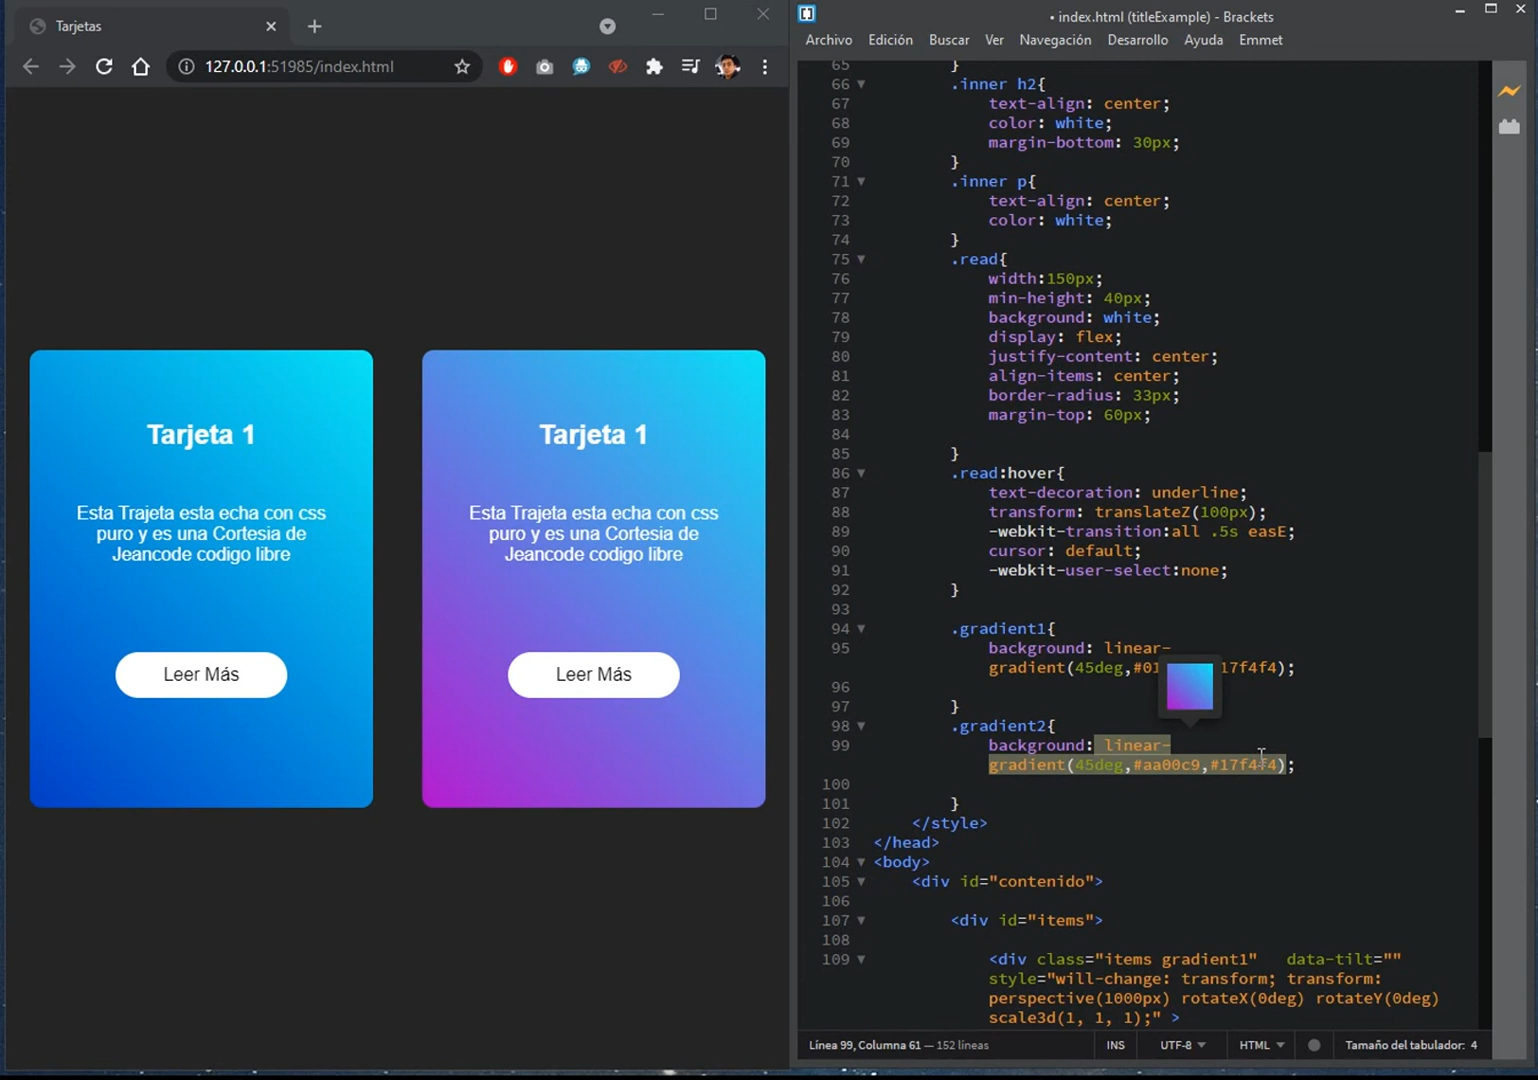 Tarjetas
127.0.0.1:51985/index.html
Tarjeta 1
Esta Trajeta esta echa con css
puro y es una Cortesia de
Jeancode codigo libre
Leer Más
Tarjeta 1
Esta Trajeta esta echa con css
puro y es una Cortesia de
Jeancode codigo libre
Leer Más
• index.html (titleExample) - Brackets
Archivo Edición Buscar Ver Navegación Desarrollo Ayuda Emmet
65 }
66 .inner h2{
67 text-align: center;
68 color: white;
69 margin-bottom: 30px;
70 }
71 .inner p{
72 text-align: center;
73 color: white;
74 }
75 .read{
76 width:150px;
77 min-height: 40px;
78 background: white;
79 display: flex;
80 justify-content: center;
81 align-items: center;
82 border-radius: 33px;
83 margin-top: 60px;
84
85 }
86 .read:hover{
87 text-decoration: underline;
88 transform: translateZ(100px);
89 -webkit-transition:all .5s easE;
90 cursor: default;
91 -webkit-user-select:none;
92 }
93
94 .gradient1{
95 background: linear-
gradient(45deg,#01 17f4f4);
96
97 }
98 .gradient2{
99 background: linear-
gradient(45deg,#aa00c9,#17f4f4);
100
101 }
102 </style>
103 </head>
104 <body>
105 <div id="contenido">
106
107 <div id="items">
108
109 <div class="items gradient1" data-tilt=""
style="will-change: transform; transform:
perspective(1000px) rotateX(0deg) rotateY(0deg)
scale3d(1, 1, 1);" >
Línea 99, Columna 61 — 152 líneas INS UTF-8 HTML Tamaño del tabulador: 4